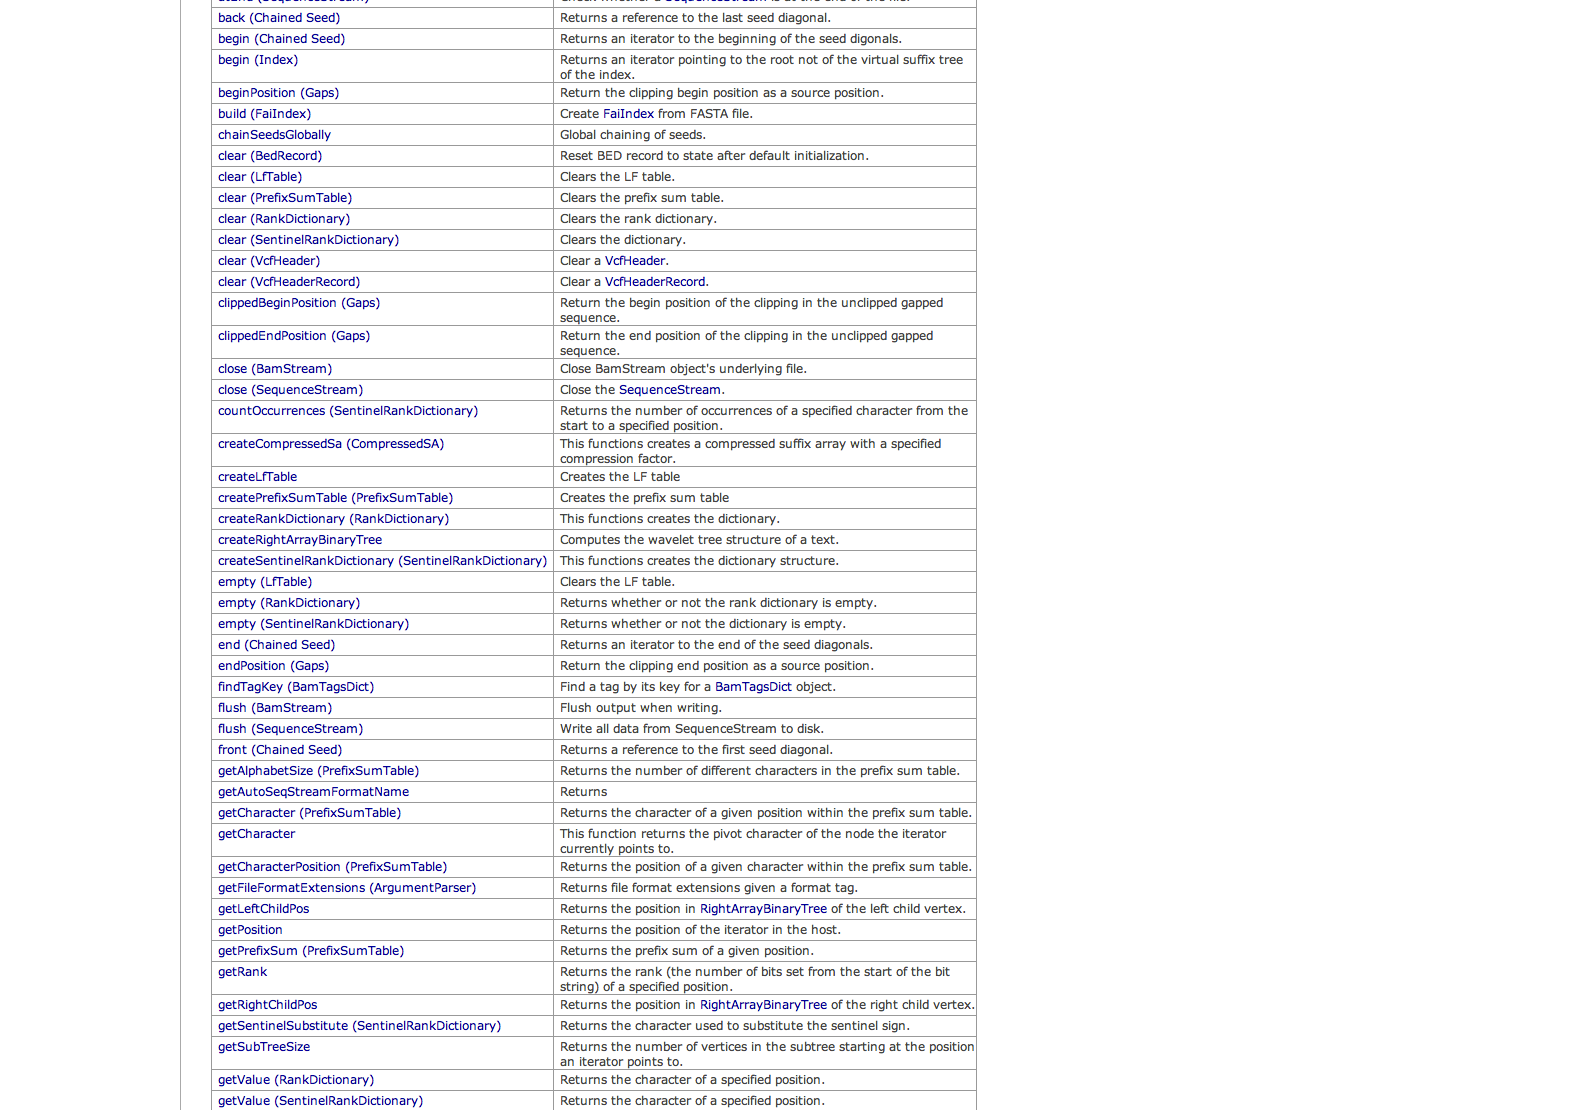 back (Chained Seed) Returns a reference to the last seed diagonal.
begin (Chained Seed) Returns an iterator to the beginning of the seed digonals.
begin (Index) Returns an iterator pointing to the root not of the virtual suffix tree
of the index.
beginPosition (Gaps) Return the clipping begin position as a source position.
build (FaiIndex) Create FaiIndex from FASTA file.
chainSeedsGlobally Global chaining of seeds.
clear (BedRecord) Reset BED record to state after default initialization.
clear (LfTable) Clears the LF table.
clear (PrefixSumTable) Clears the prefix sum table.
clear (RankDictionary) Clears the rank dictionary.
clear (SentinelRankDictionary) Clears the dictionary.
clear (VcfHeader) Clear a VcfHeader.
clear (VcfHeaderRecord) Clear a VcfHeaderRecord.
clippedBeginPosition (Gaps) Return the begin position of the clipping in the unclipped gapped
sequence.
clippedEndPosition (Gaps) Return the end position of the clipping in the unclipped gapped
sequence.
close (BamStream) Close BamStream object's underlying file.
close (SequenceStream) Close the SequenceStream.
countOccurrences (SentinelRankDictionary) Returns the number of occurrences of a specified character from the
start to a specified position.
createCompressedSa (CompressedSA) This functions creates a compressed suffix array with a specified
compression factor.
createLfTable Creates the LF table
createPrefixSumTable (PrefixSumTable) Creates the prefix sum table
createRankDictionary (RankDictionary) This functions creates the dictionary.
createRightArrayBinaryTree Computes the wavelet tree structure of a text.
createSentinelRankDictionary (SentinelRankDictionary) This functions creates the dictionary structure.
empty (LfTable) Clears the LF table.
empty (RankDictionary) Returns whether or not the rank dictionary is empty.
empty (SentinelRankDictionary) Returns whether or not the dictionary is empty.
end (Chained Seed) Returns an iterator to the end of the seed diagonals.
endPosition (Gaps) Return the clipping end position as a source position.
findTagKey (BamTagsDict) Find a tag by its key for a BamTagsDict object.
flush (BamStream) Flush output when writing.
flush (SequenceStream) Write all data from SequenceStream to disk.
front (Chained Seed) Returns a reference to the first seed diagonal.
getAlphabetSize (PrefixSumTable) Returns the number of different characters in the prefix sum table.
getAutoSeqStreamFormatName Returns
getCharacter (PrefixSumTable) Returns the character of a given position within the prefix sum table.
getCharacter This function returns the pivot character of the node the iterator
currently points to.
getCharacterPosition (PrefixSumTable) Returns the position of a given character within the prefix sum table.
getFileFormatExtensions (ArgumentParser) Returns file format extensions given a format tag.
getLeftChildPos Returns the position in RightArrayBinaryTree of the left child vertex.
getPosition Returns the position of the iterator in the host.
getPrefixSum (PrefixSumTable) Returns the prefix sum of a given position.
getRank Returns the rank (the number of bits set from the start of the bit
string) of a specified position.
getRightChildPos Returns the position in RightArrayBinaryTree of the right child vertex.
getSentinelSubstitute (SentinelRankDictionary) Returns the character used to substitute the sentinel sign.
getSubTreeSize Returns the number of vertices in the subtree starting at the position
an iterator points to.
getValue (RankDictionary) Returns the character of a specified position.
getValue (SentinelRankDictionary) Returns the character of a specified position.